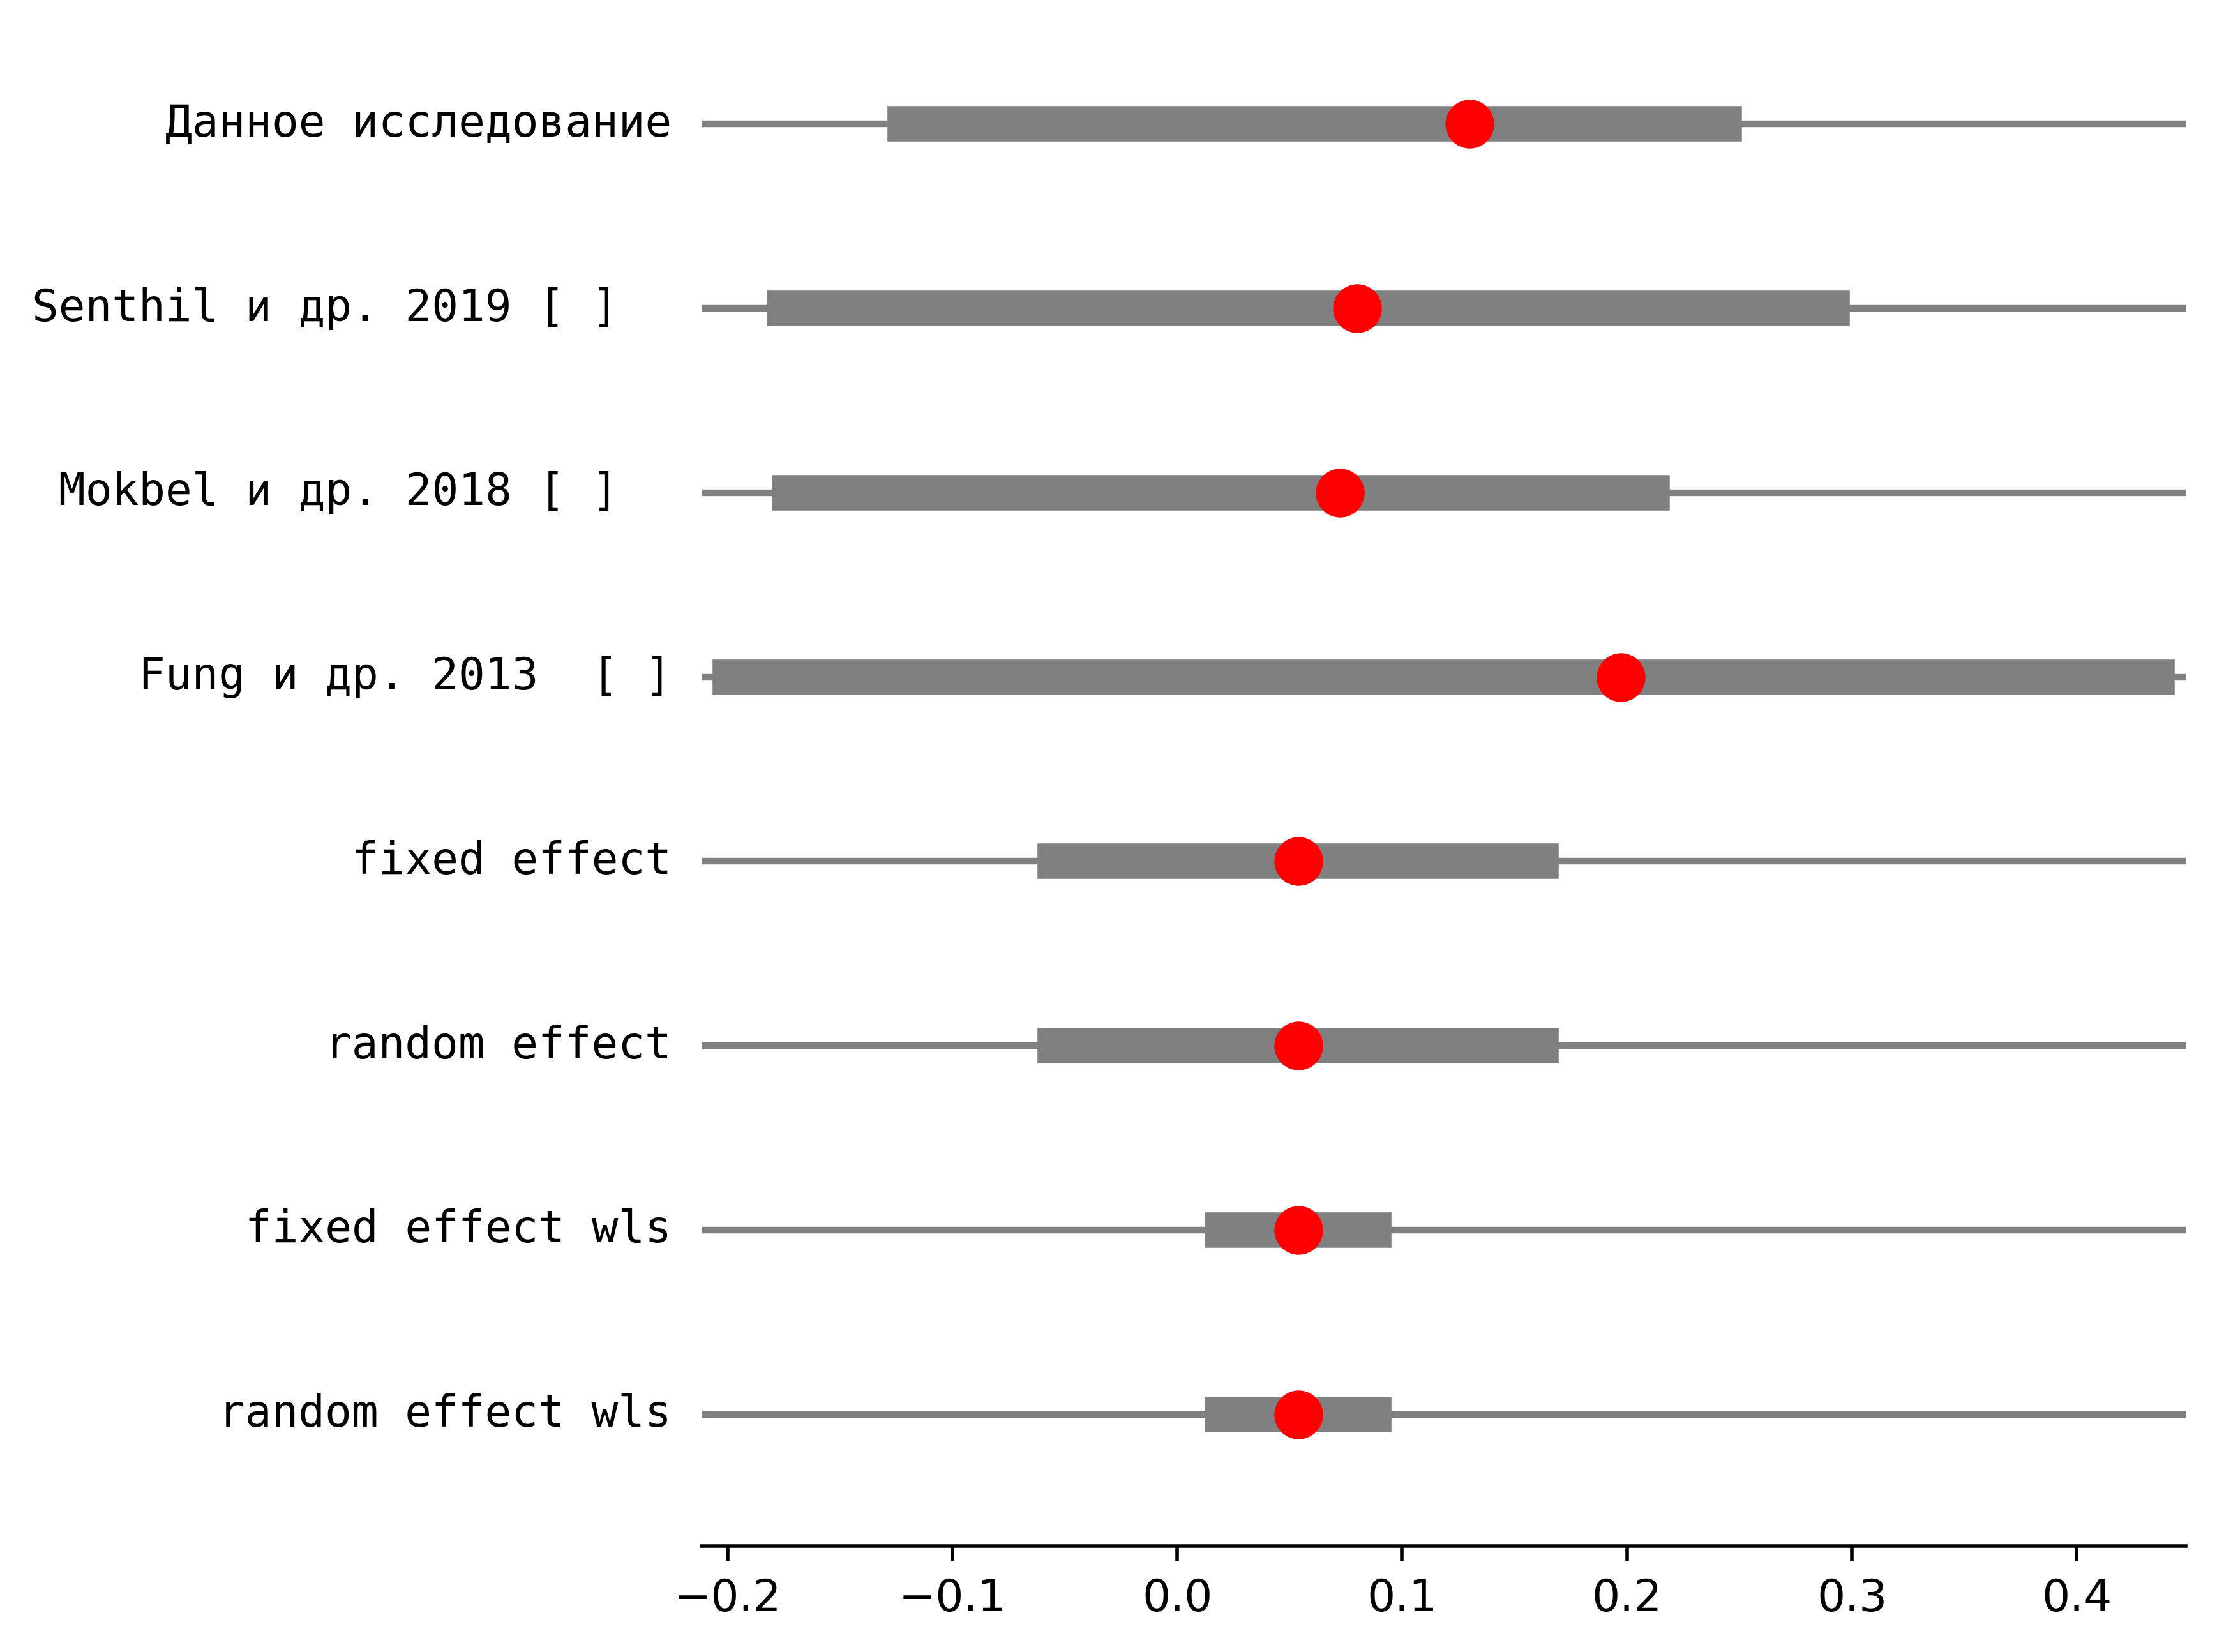 Данное исследование
Senthil и др. 2019 [ ]
Mokbel и др. 2018 [ ]
Fung и др. 2013  [ ]
fixed effect
random effect
fixed effect wls
random effect wls
−0.2 −0.1 0.0 0.1 0.2 0.3 0.4